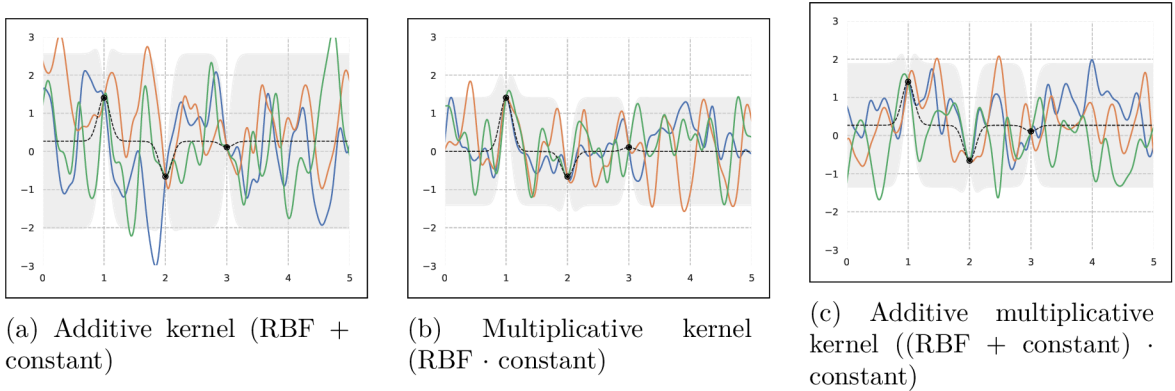 3
2
1
0
−1
−2
−3
0 1 2 3 4 5
(a) Additive kernel (RBF +
constant)
3
2
1
0
−1
−2
−3
0 1 2 3 4 5
(b) Multiplicative kernel
(RBF · constant)
3
2
1
0
−1
−2
−3
0 1 2 3 4 5
(c) Additive multiplicative
kernel ((RBF + constant) ·
constant)